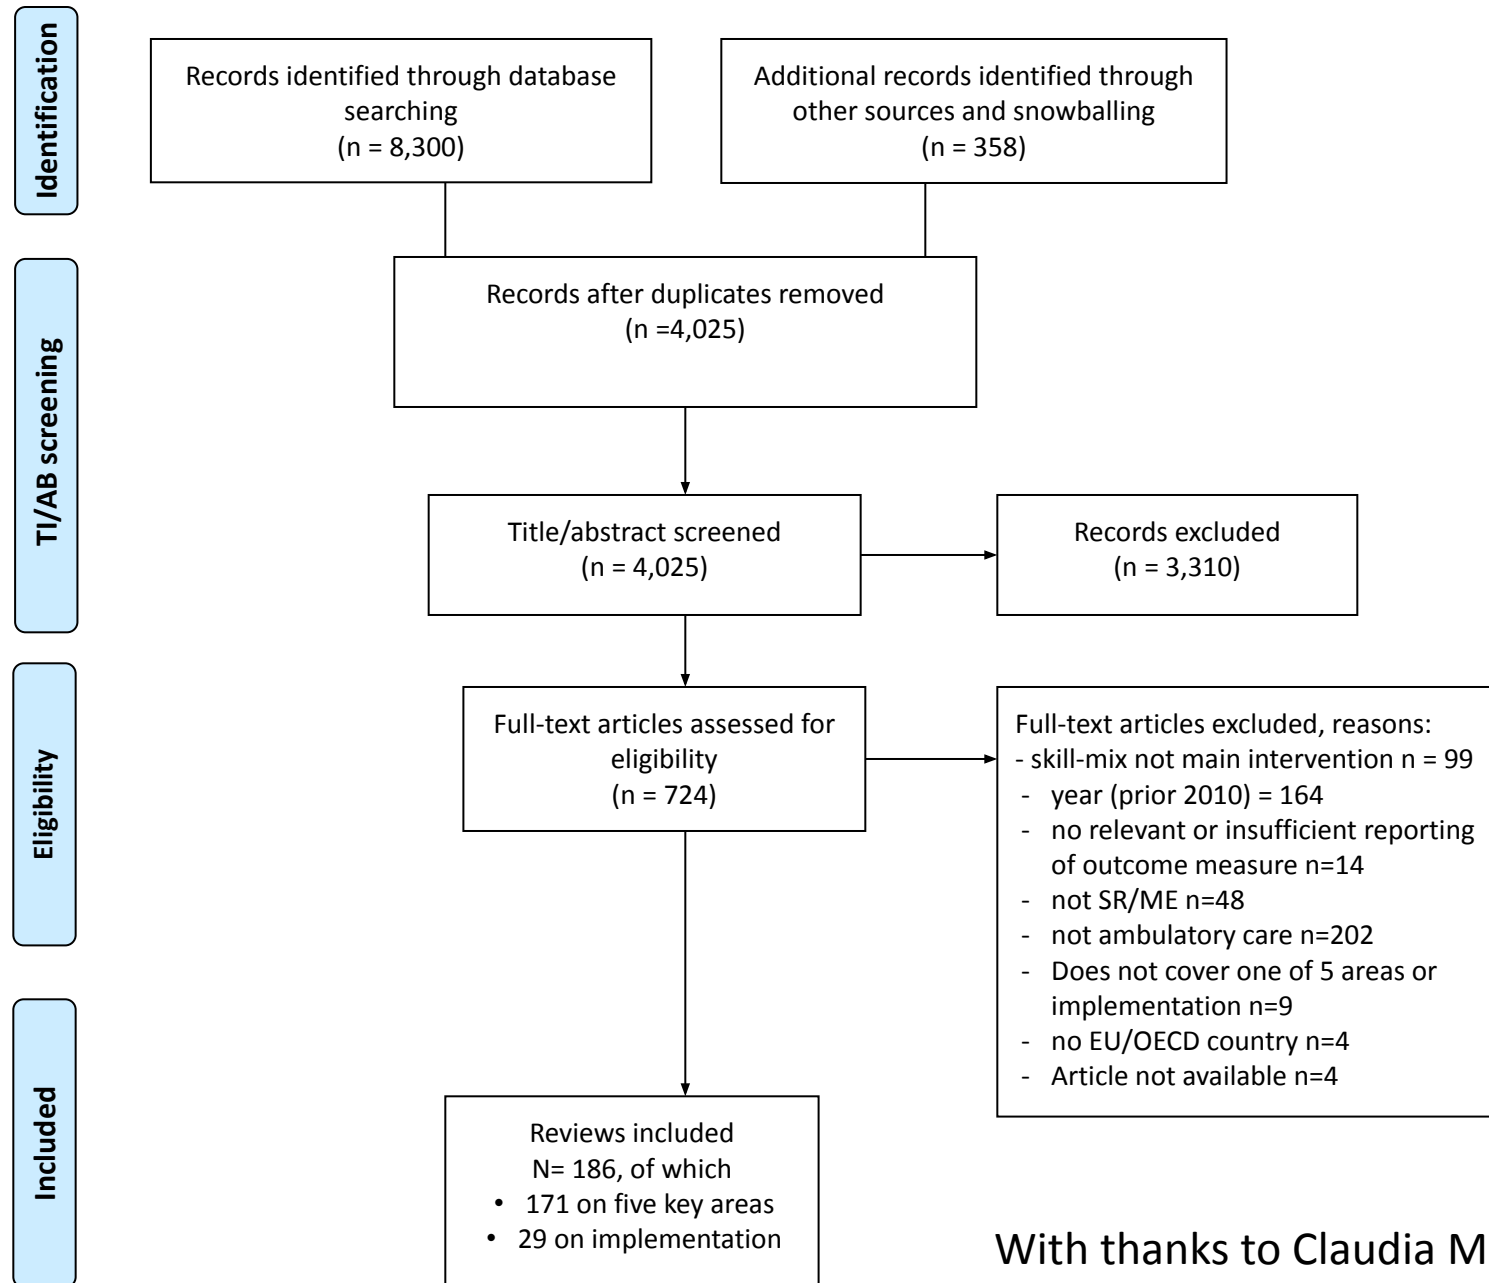 Identification
Records identified through database
searching
(n = 8,300)
Additional records identified through
other sources and snowballing
(n = 358)
TI/AB screening
Records after duplicates removed
(n =4,025)
Title/abstract screened
(n = 4,025)
Records excluded
(n = 3,310)
Eligibility
Full-text articles assessed for
eligibility
(n = 724)
Full-text articles excluded, reasons:
- skill-mix not main intervention n = 99
- year (prior 2010) = 164
- no relevant or insufficient reporting
of outcome measure n=14
- not SR/ME n=48
- not ambulatory care n=202
- Does not cover one of 5 areas or
implementation n=9
- no EU/OECD country n=4
- Article not available n=4
Included
Reviews included
N= 186, of which
• 171 on five key areas
• 29 on implementation
With thanks to Claudia M